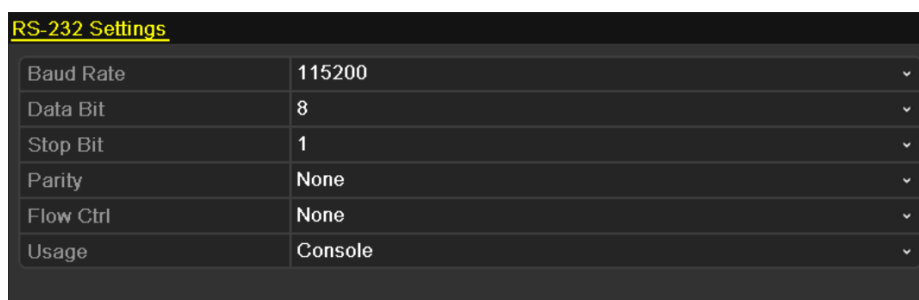 RS-232 Settings
Baud Rate 115200
Data Bit 8
Stop Bit 1
Parity None
Flow Ctrl None
Usage Console